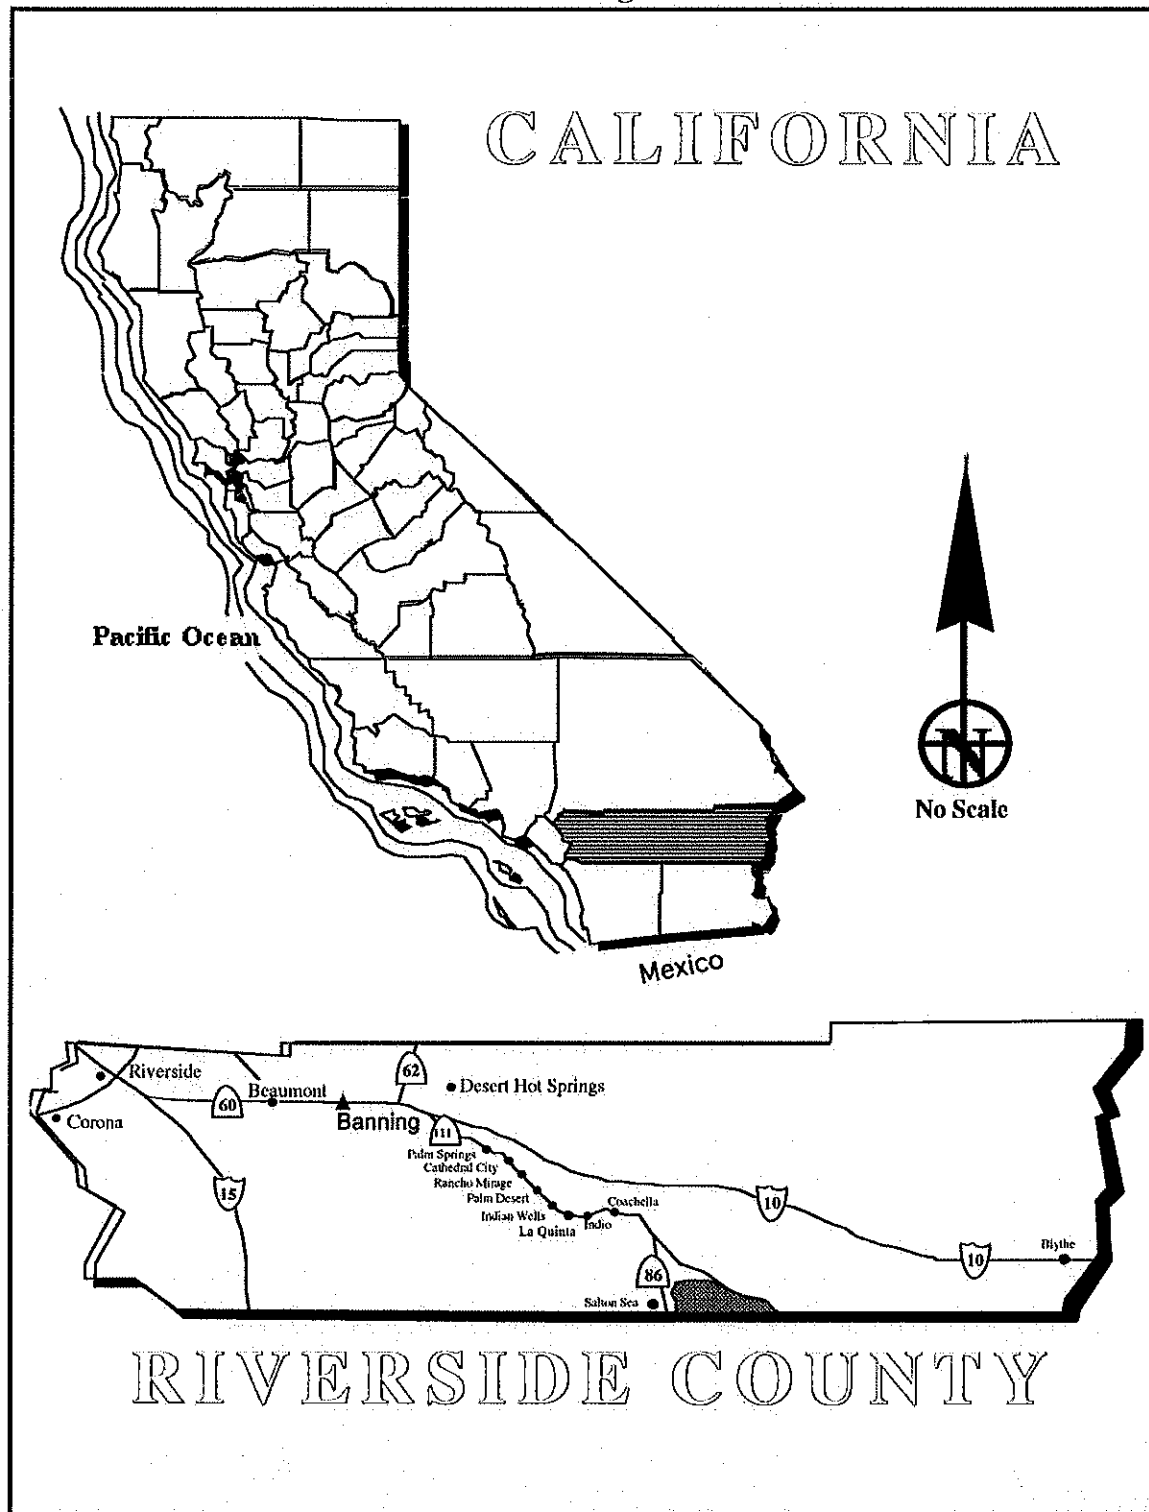 CALIFORNIA
Pacific Ocean
N
No Scale
Mexico
62
Riverside
Desert Hot Springs
Beaumont
60
Corona
Banning
111
Palm Springs
Cathedral City
Rancho Mirage
15
Palm Desert
10
Coachella
Indian Wells
Indio
La Quinta
Blythe
10
86
Salton Sea
RIVERSIDE COUNTY